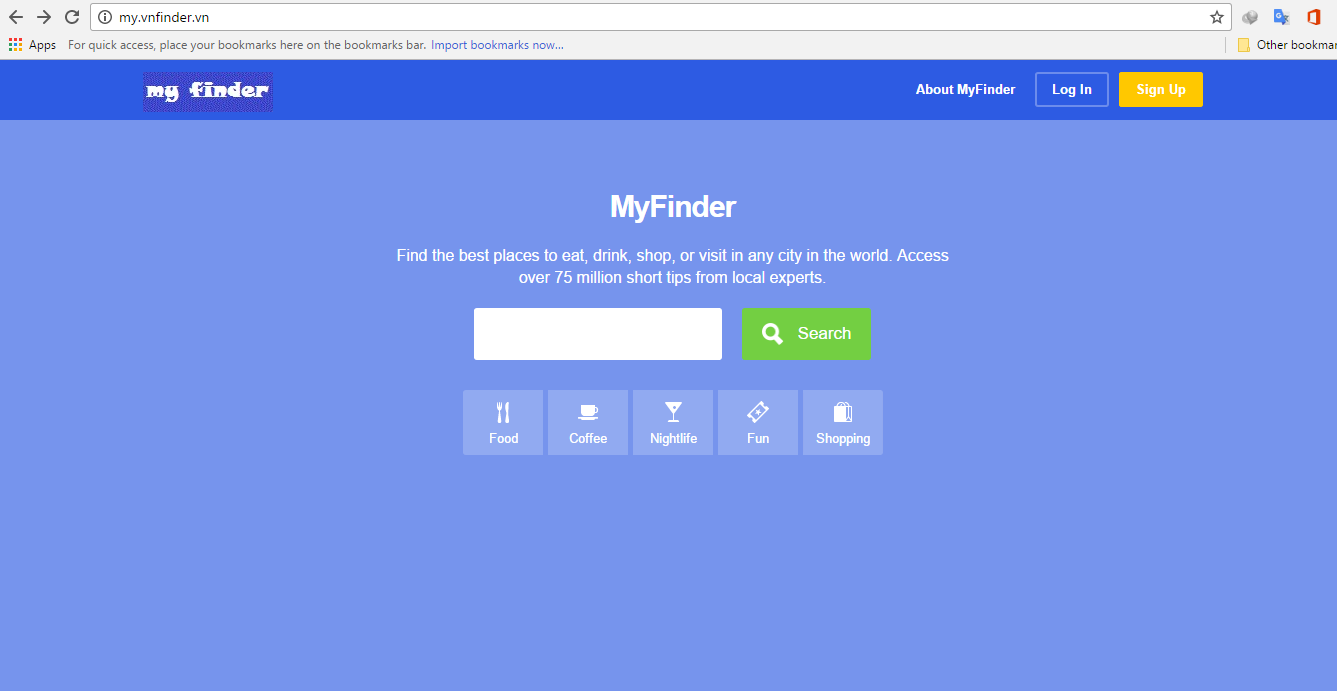 my.vnfinder.vn
Apps For quick access, place your bookmarks here on the bookmarks bar. Import bookmarks now... Other bookmar
my finder About MyFinder Log In Sign Up
MyFinder
Find the best places to eat, drink, shop, or visit in any city in the world. Access
over 75 million short tips from local experts.
Search
Food Coffee Nightlife Fun Shopping